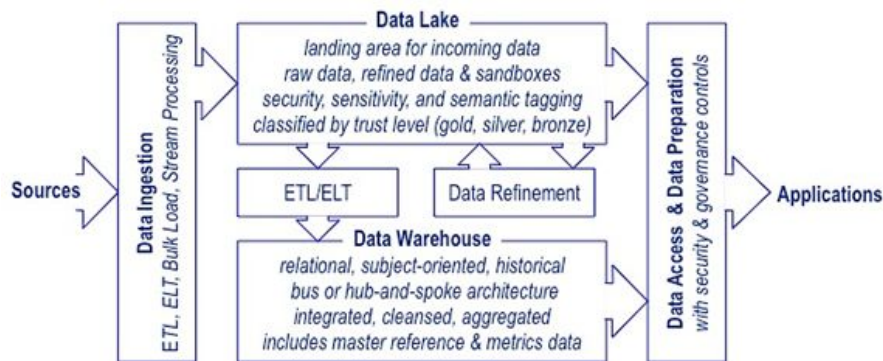 Sources
Data Ingestion
ETL, ELT, Bulk Load, Stream Processing
Data Lake
landing area for incoming data
raw data, refined data & sandboxes
security, sensitivity, and semantic tagging
classified by trust level (gold, silver, bronze)
ETL/ELT
Data Refinement
Data Warehouse
relational, subject-oriented, historical
bus or hub-and-spoke architecture
integrated, cleansed, aggregated
includes master reference & metrics data
Data Access & Data Preparation
with security & governance controls
Applications